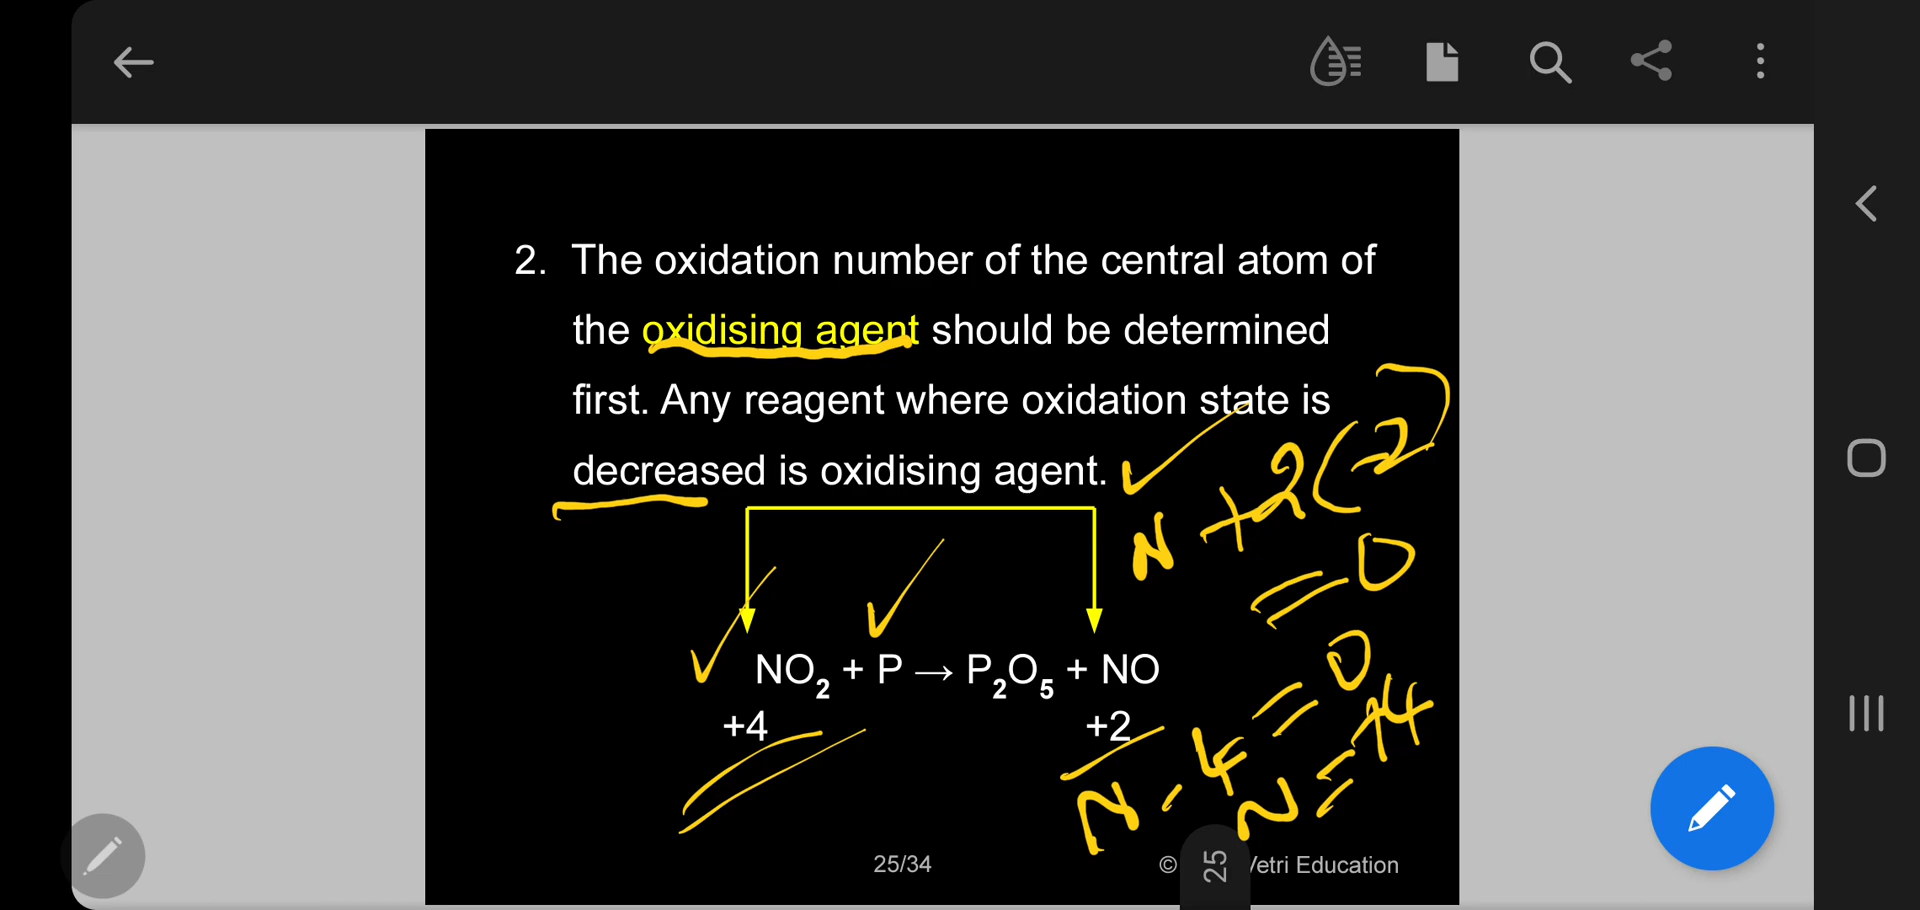 2. The oxidation number of the central atom of
the oxidising agent should be determined
first. Any reagent where oxidation state is
decreased is oxidising agent.
N +2(-2)
=0
NO₂ + P → P₂O₅ + NO
+4 +2
N - 4 = 0
N = +4
25/34
©
25
Vetri Education